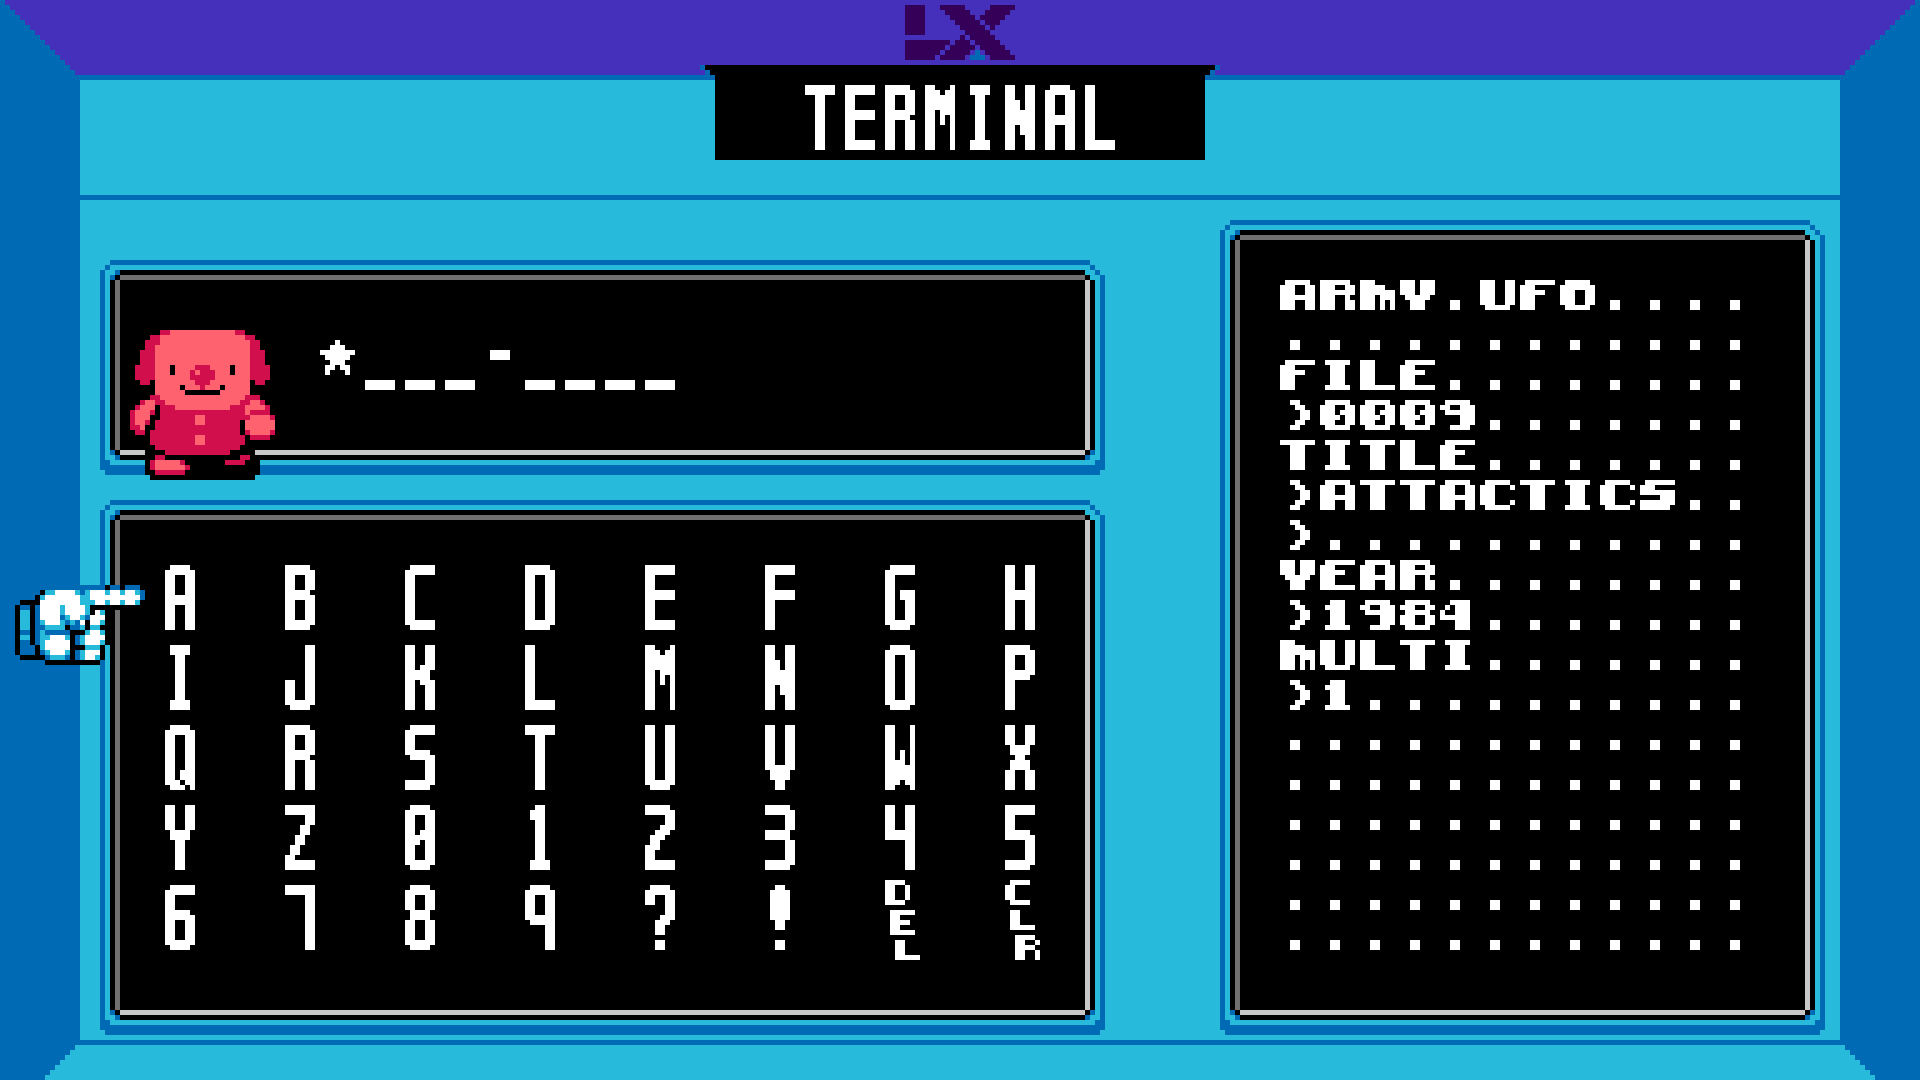 LX
TERMINAL
*___-____
A B C D E F G H
I J K L M N O P
Q R S T U V W X
Y Z 0 1 2 3 4 5
6 7 8 9 ? ! DEL CLR
ARMY.UFO....
............
FILE........
>0009.......
TITLE.......
>ATTACTICS..
>...........
YEAR........
>1984.......
MULTI.......
>1..........
............
............
............
............
............
............